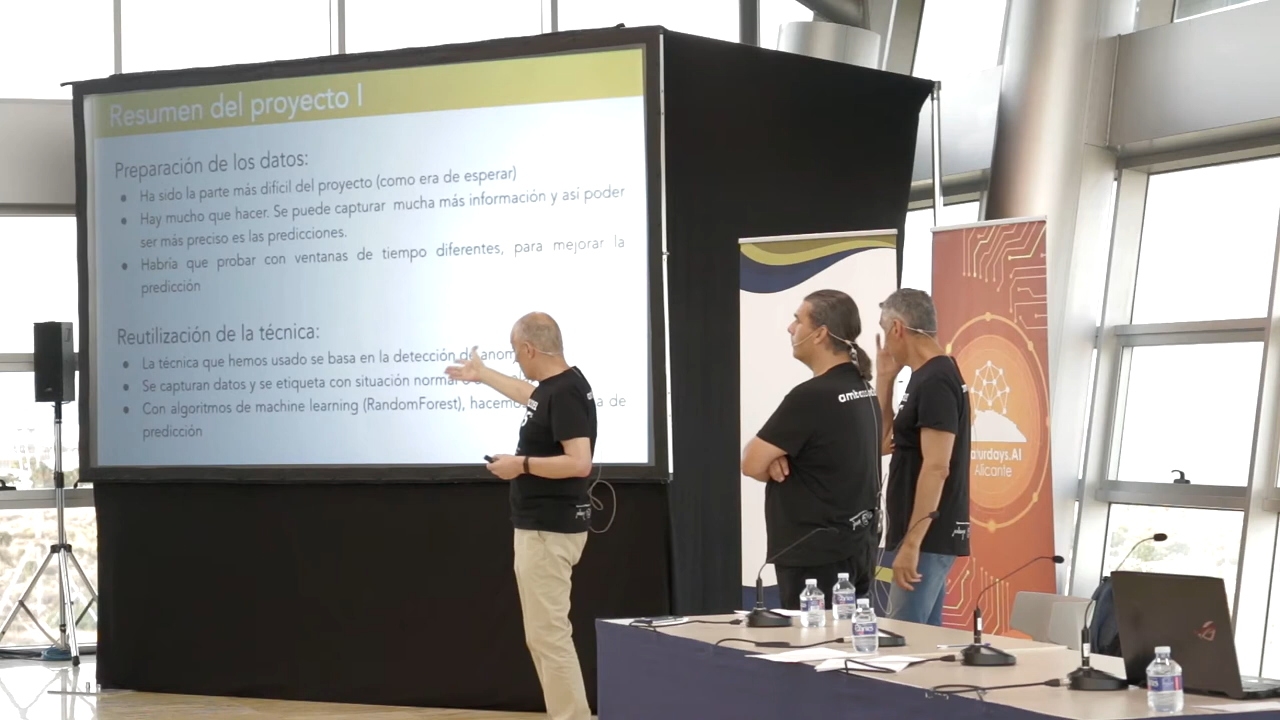 Resumen del proyecto I
Preparación de los datos:
Ha sido la parte más difícil del proyecto (como era de esperar)
Hay mucho que hacer. Se puede capturar mucha más información y así poder
ser más preciso es las predicciones.
Habría que probar con ventanas de tiempo diferentes, para mejorar la
predicción
Reutilización de la técnica:
La técnica que hemos usado se basa en la detección de
Se capturan datos y se etiqueta con situación normal
Con algoritmos de machine learning (RandomForest), de
predicción
Saturdays.AI
Alicante